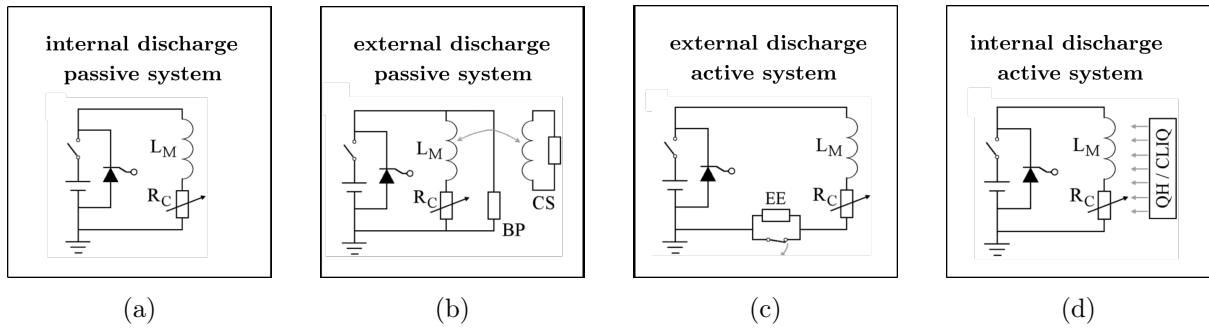 internal discharge
passive system
L_M
R_C
(a)
external discharge
passive system
L_M
R_C
BP
CS
(b)
external discharge
active system
L_M
EE
R_C
(c)
internal discharge
active system
L_M
R_C
QH / CLIQ
(d)